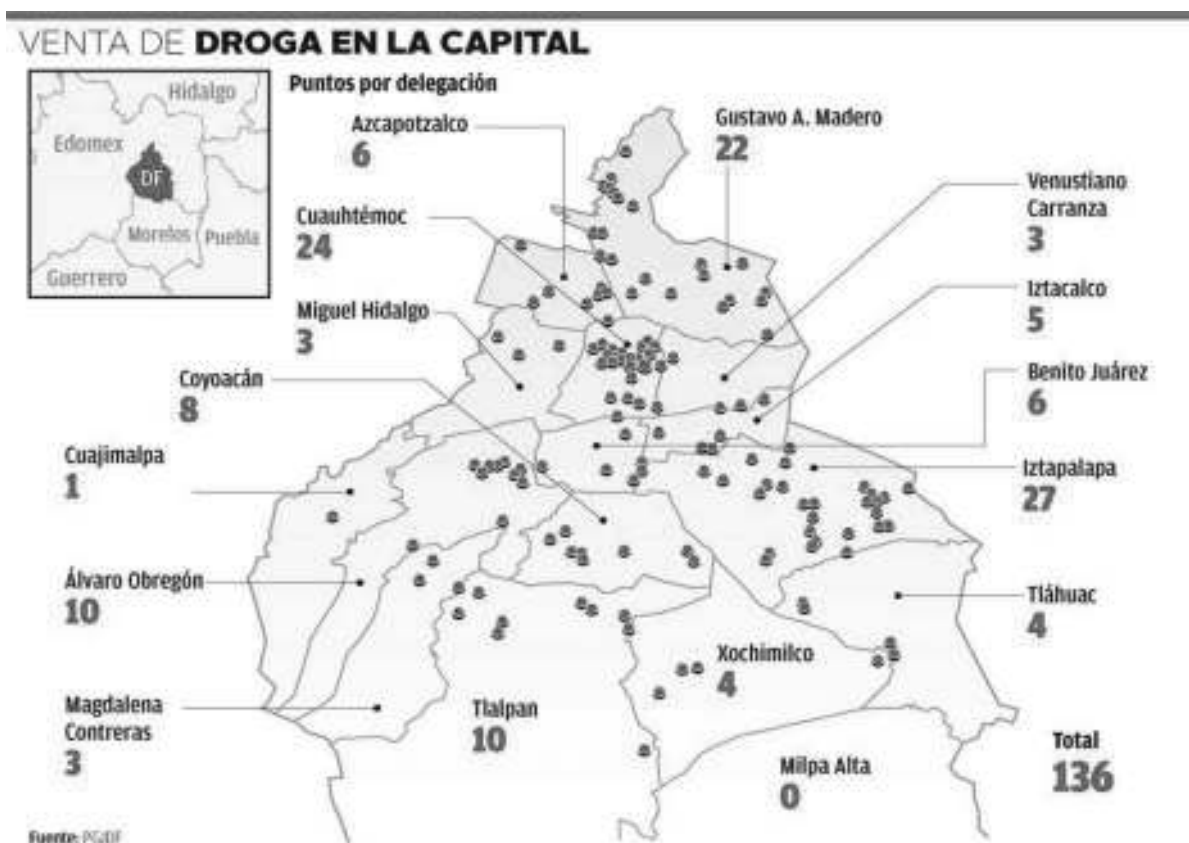 VENTA DE DROGA EN LA CAPITAL
Hidalgo
Edomex
DF
Morelos
Puebla
Guerrero
Puntos por delegación
Azcapotzalco
6
Gustavo A. Madero
22
Cuauhtémoc
24
Venustiano
Carranza
3
Miguel Hidalgo
3
Iztacalco
5
Coyoacán
8
Benito Juárez
6
Cuajimalpa
1
Iztapalapa
27
Álvaro Obregón
10
Tláhuac
4
Xochimilco
4
Magdalena
Contreras
3
Tlalpan
10
Milpa Alta
0
Total
136
Fuente: PGJDF